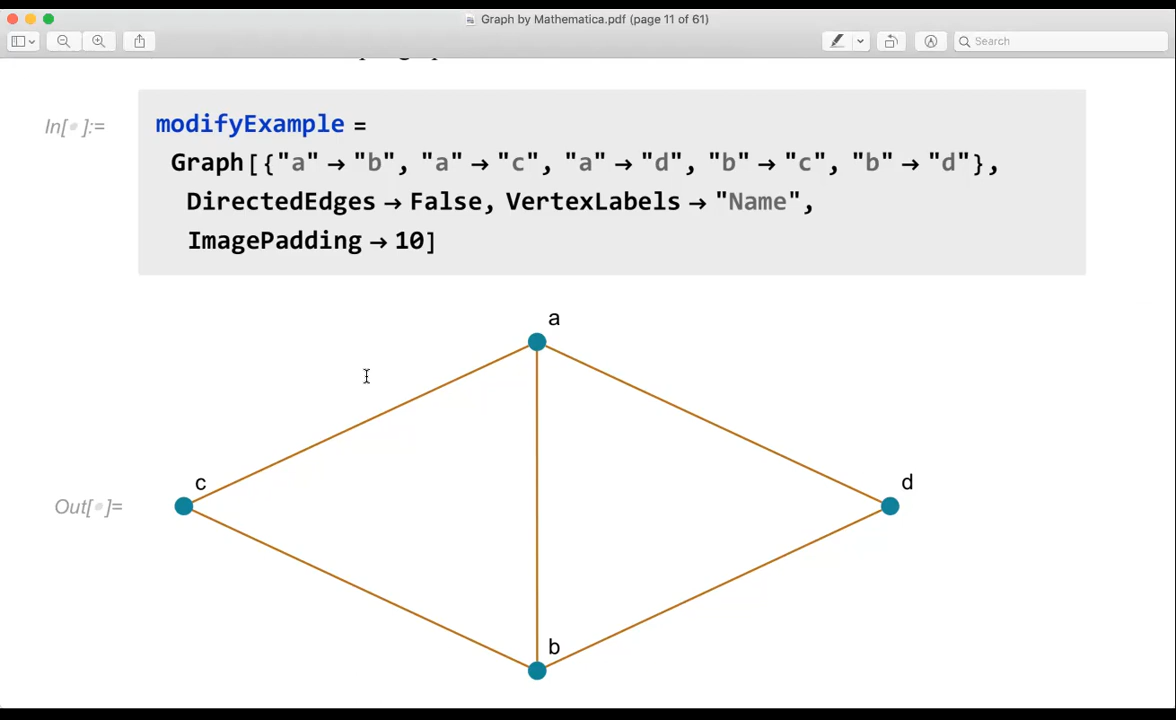 Graph by Mathematica.pdf (page 11 of 61)
Search
In[ ]:=
modifyExample =
Graph[{"a" → "b", "a" → "c", "a" → "d", "b" → "c", "b" → "d"},
DirectedEdges → False, VertexLabels → "Name",
ImagePadding → 10]
a
c
d
Out[ ]=
b